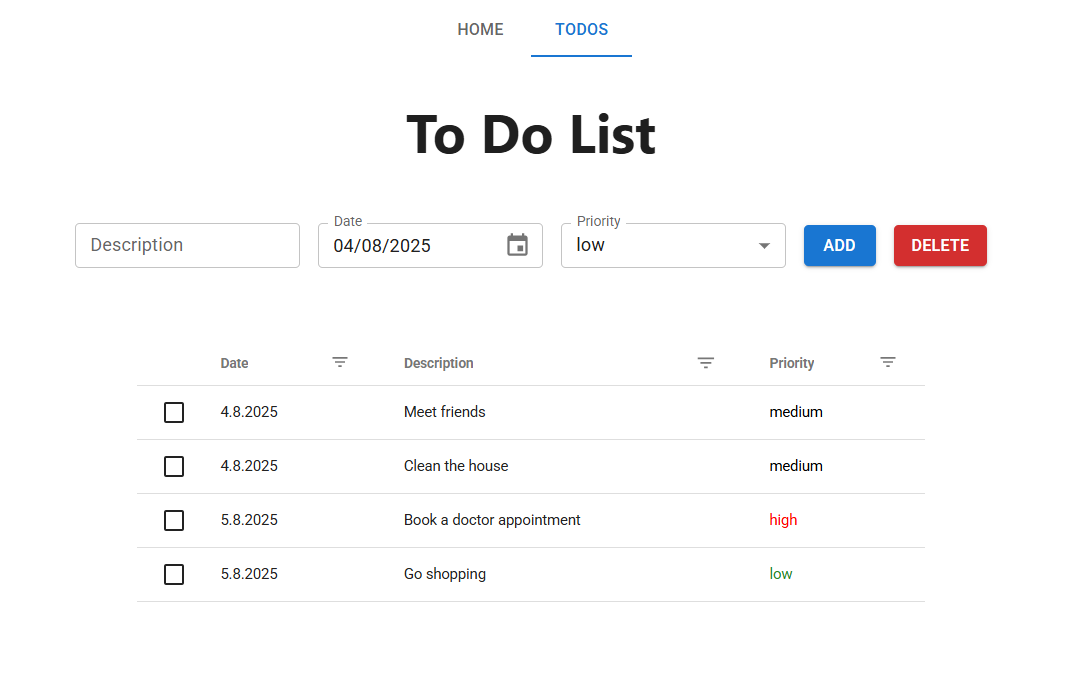 HOME TODOS
To Do List
Description Date 04/08/2025 Priority low ADD DELETE
Date Description Priority
4.8.2025 Meet friends medium
4.8.2025 Clean the house medium
5.8.2025 Book a doctor appointment high
5.8.2025 Go shopping low